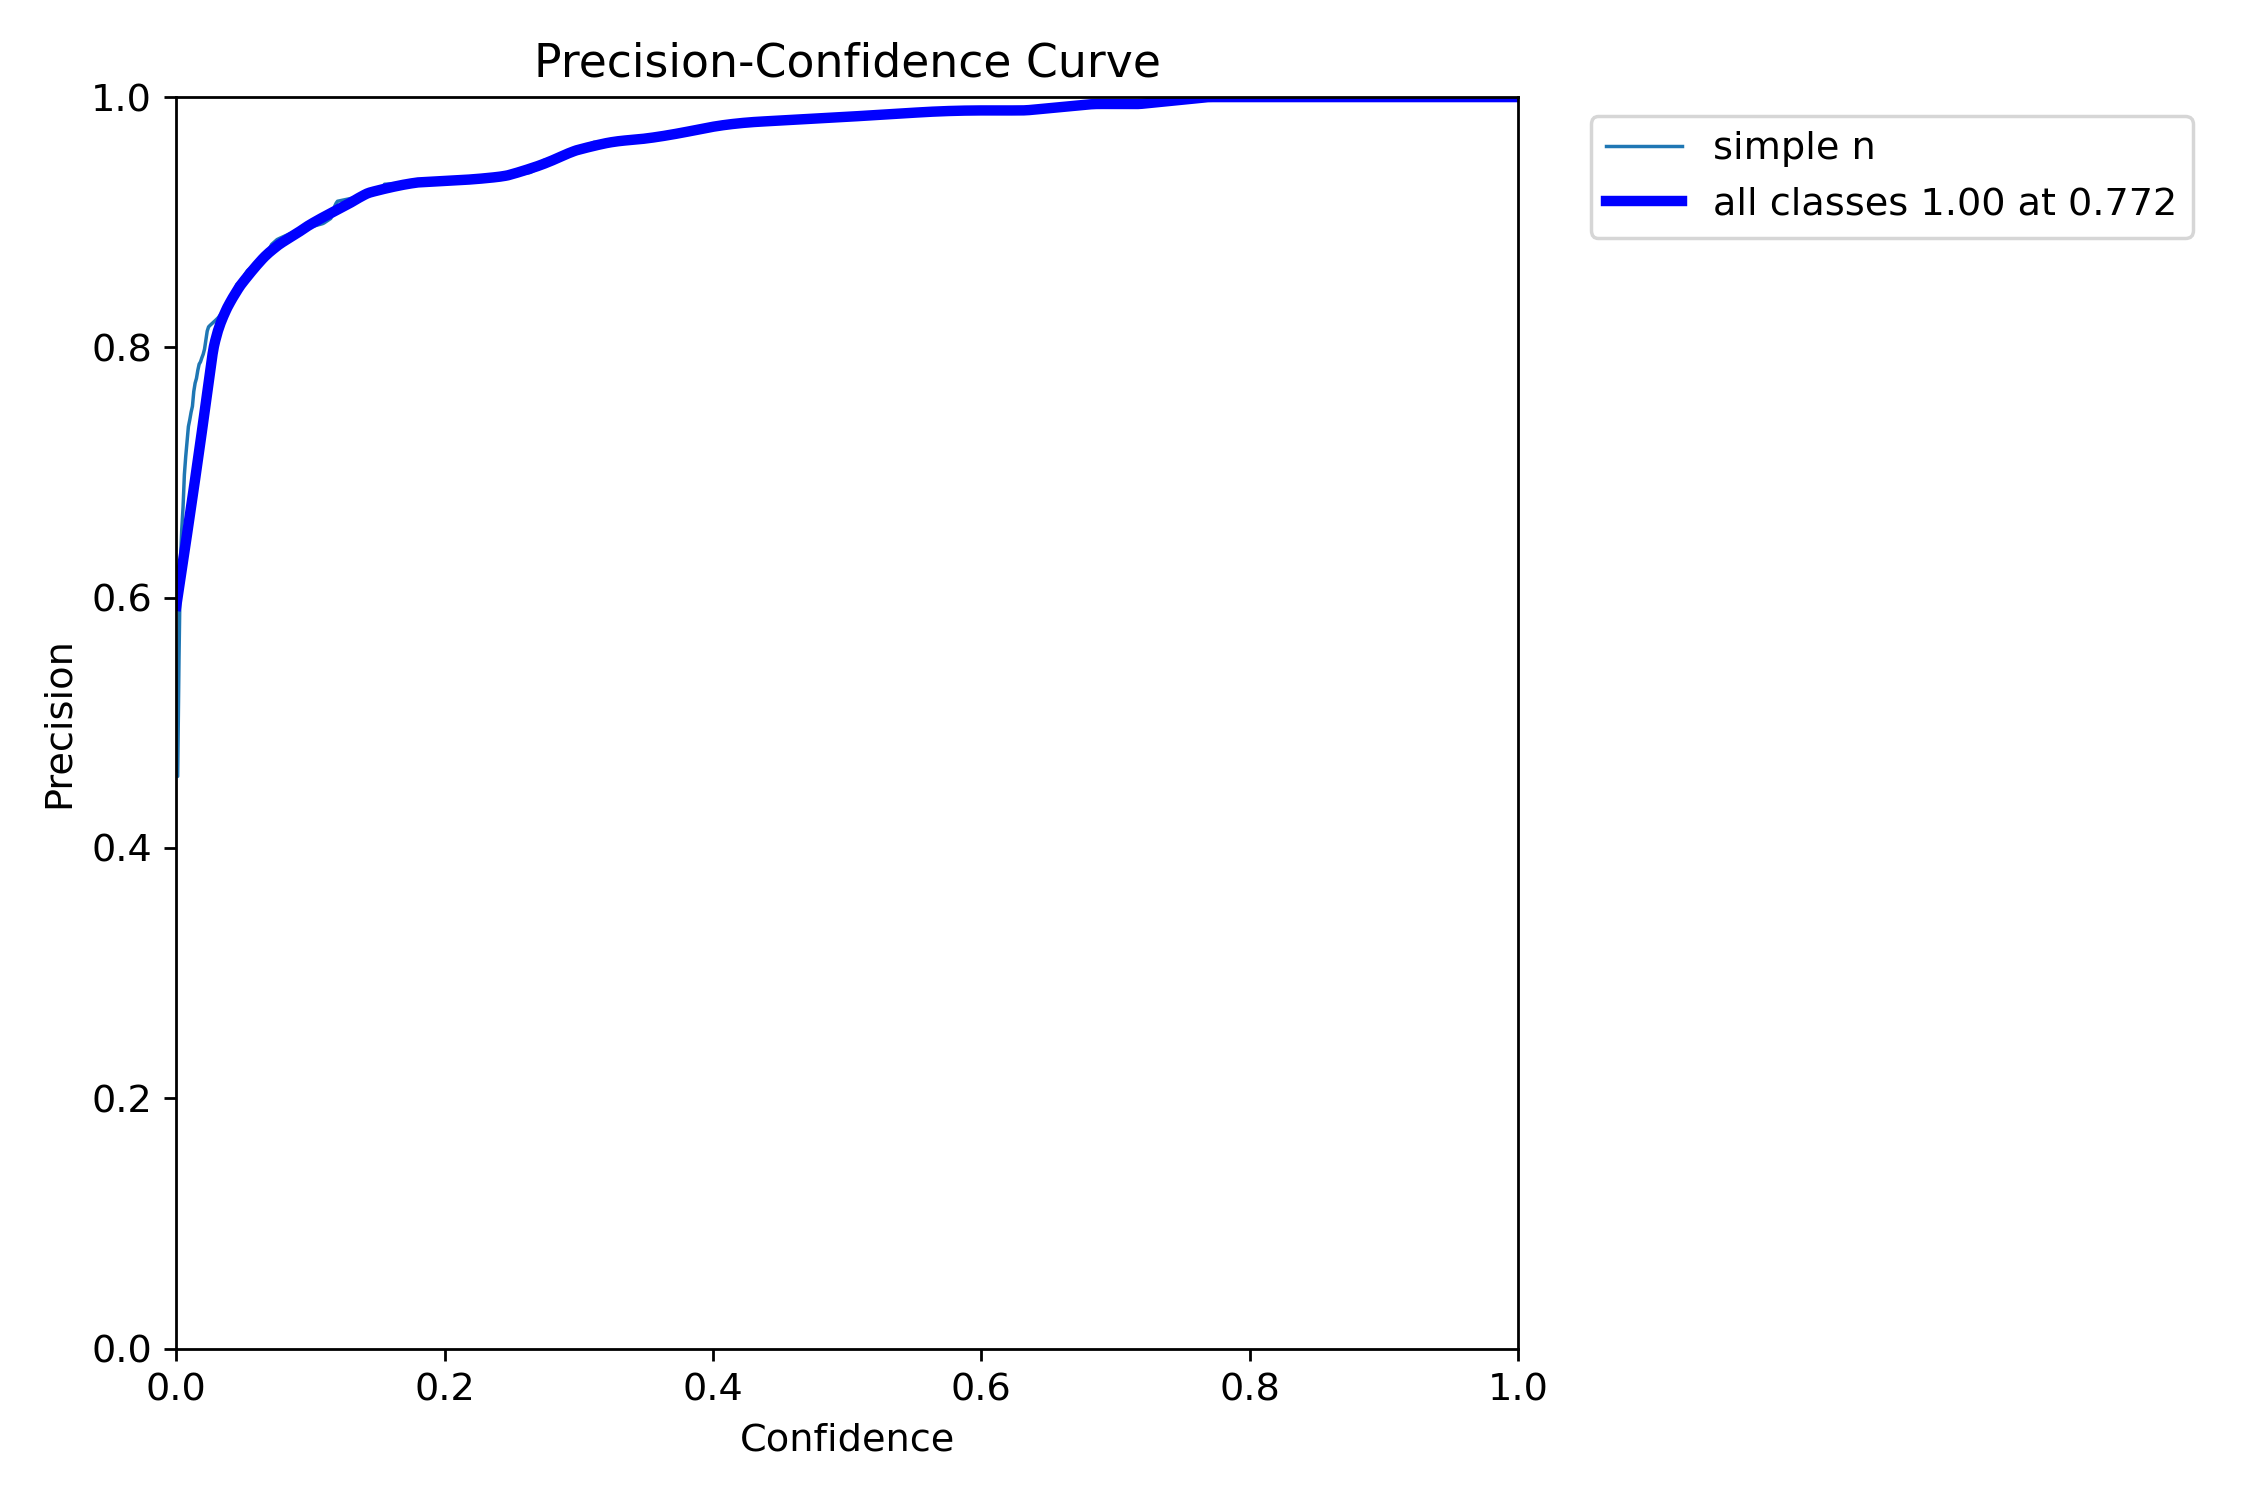 Precision-Confidence Curve
simple n
all classes 1.00 at 0.772
Precision
1.0
0.8
0.6
0.4
0.2
0.0
0.0 0.2 0.4 0.6 0.8 1.0
Confidence